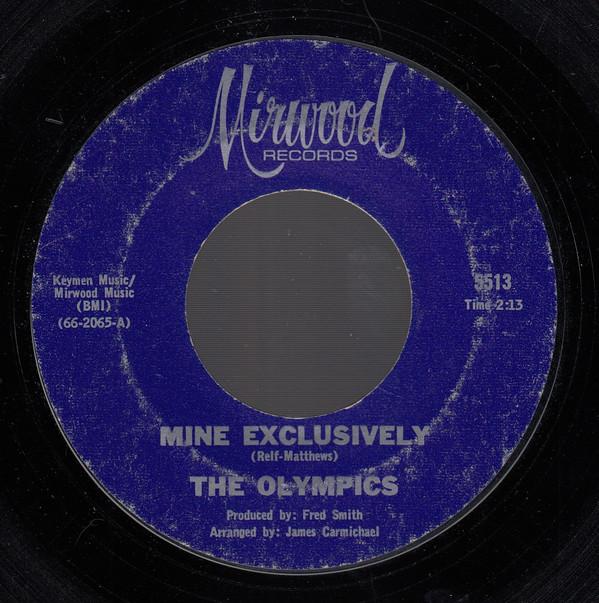 Mirwood
RECORDS
Keymen Music/
Mirwood Music
(BMI)
(66-2065-A)
5513
Time 2:13
MINE EXCLUSIVELY
(Relf-Matthews)
THE OLYMPICS
Produced by: Fred Smith
Arranged by: James Carmichael